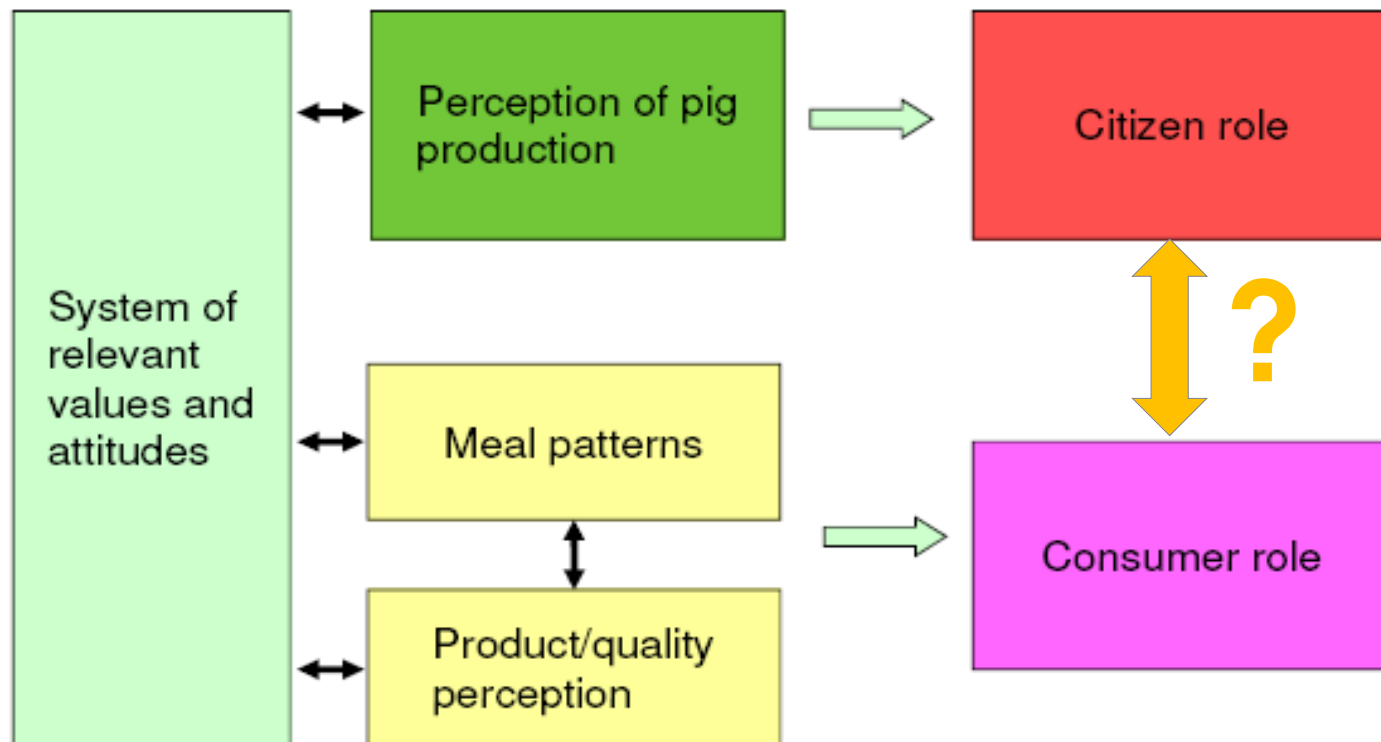 Perception of pig
production
Citizen role
System of
relevant
values and
attitudes
?
Meal patterns
Consumer role
Product/quality
perception